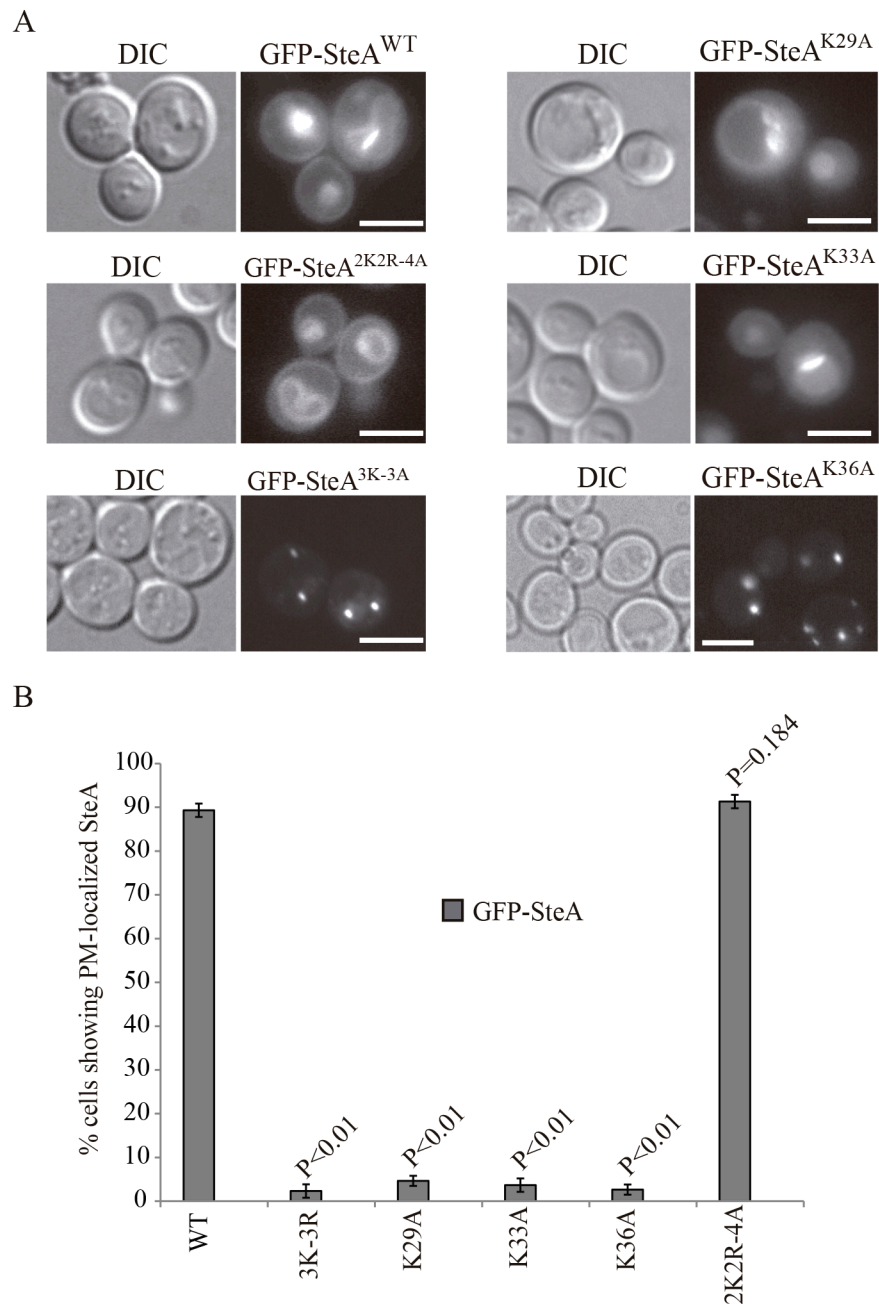 A
DIC GFP-SteA^WT DIC GFP-SteA^K29A
DIC GFP-SteA^2K2R-4A DIC GFP-SteA^K33A
DIC GFP-SteA^3K-3A DIC GFP-SteA^K36A
B
% cells showing PM-localized SteA
100
90
80
70
60
50
40
30
20
10
0
P<0.01
P<0.01
P<0.01
P<0.01
P=0.184
GFP-SteA
WT
3K-3R
K29A
K33A
K36A
2K2R-4A